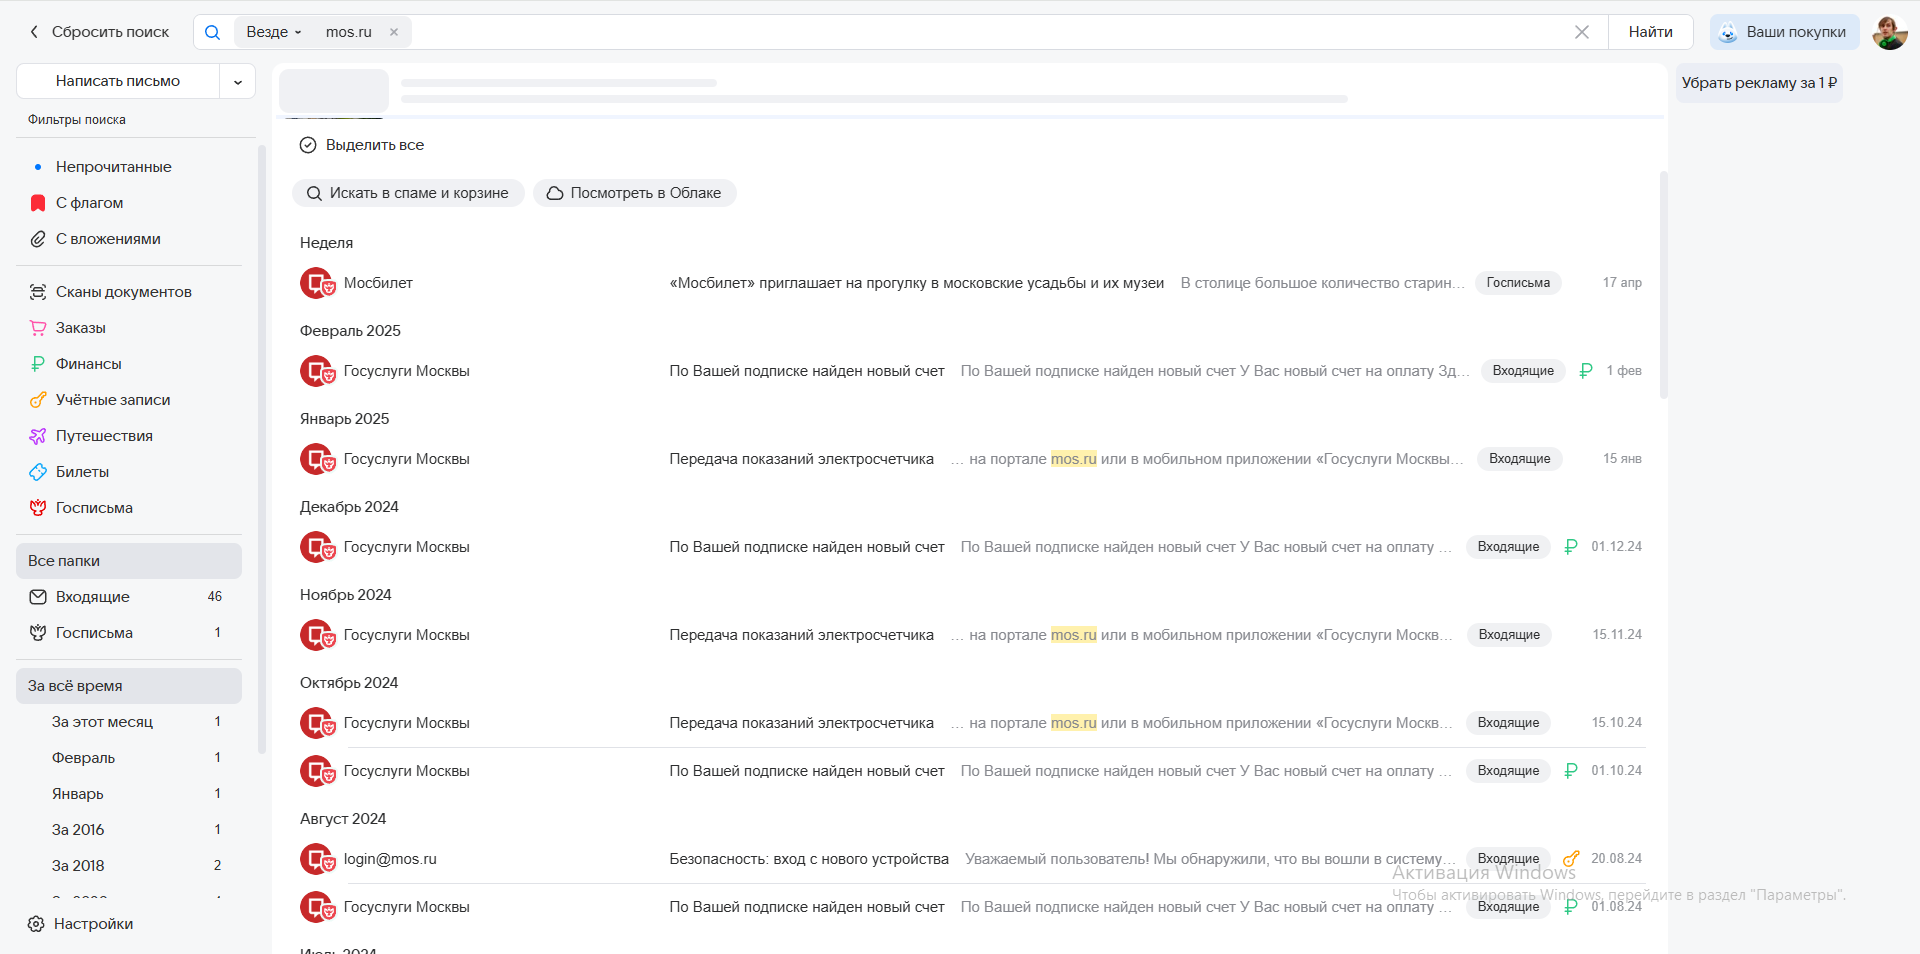 Сбросить поиск
Везде
mos.ru
Найти
Ваши покупки
Написать письмо
Убрать рекламу за 1 ₽
Фильтры поиска
Непрочитанные
С флагом
С вложениями
Сканы документов
Заказы
Финансы
Учётные записи
Путешествия
Билеты
Госписьма
Все папки
Входящие 46
Госписьма 1
За всё время
За этот месяц 1
Февраль 1
Январь 1
За 2016 1
За 2018 2
Настройки
Выделить все
Искать в спаме и корзине
Посмотреть в Облаке
Неделя
Мосбилет «Мосбилет» приглашает на прогулку в московские усадьбы и их музеи В столице большое количество старин... Госписьма 17 апр
Февраль 2025
Госуслуги Москвы По Вашей подписке найден новый счет По Вашей подписке найден новый счет У Вас новый счет на оплату Зд... Входящие 1 фев
Январь 2025
Госуслуги Москвы Передача показаний электросчетчика ... на портале mos.ru или в мобильном приложении «Госуслуги Москвы... Входящие 15 янв
Декабрь 2024
Госуслуги Москвы По Вашей подписке найден новый счет По Вашей подписке найден новый счет У Вас новый счет на оплату ... Входящие 01.12.24
Ноябрь 2024
Госуслуги Москвы Передача показаний электросчетчика ... на портале mos.ru или в мобильном приложении «Госуслуги Москв... Входящие 15.11.24
Октябрь 2024
Госуслуги Москвы Передача показаний электросчетчика ... на портале mos.ru или в мобильном приложении «Госуслуги Москв... Входящие 15.10.24
Госуслуги Москвы По Вашей подписке найден новый счет По Вашей подписке найден новый счет У Вас новый счет на оплату ... Входящие 01.10.24
Август 2024
login@mos.ru Безопасность: вход с нового устройства Уважаемый пользователь! Мы обнаружили, что вы вошли в систему... Входящие 20.08.24
Госуслуги Москвы По Вашей подписке найден новый счет По Вашей подписке найден новый счет У Вас новый счет на оплату ... Входящие 01.08.24
Июль 2024
Активация Windows
Чтобы активировать Windows, перейдите в раздел "Параметры".